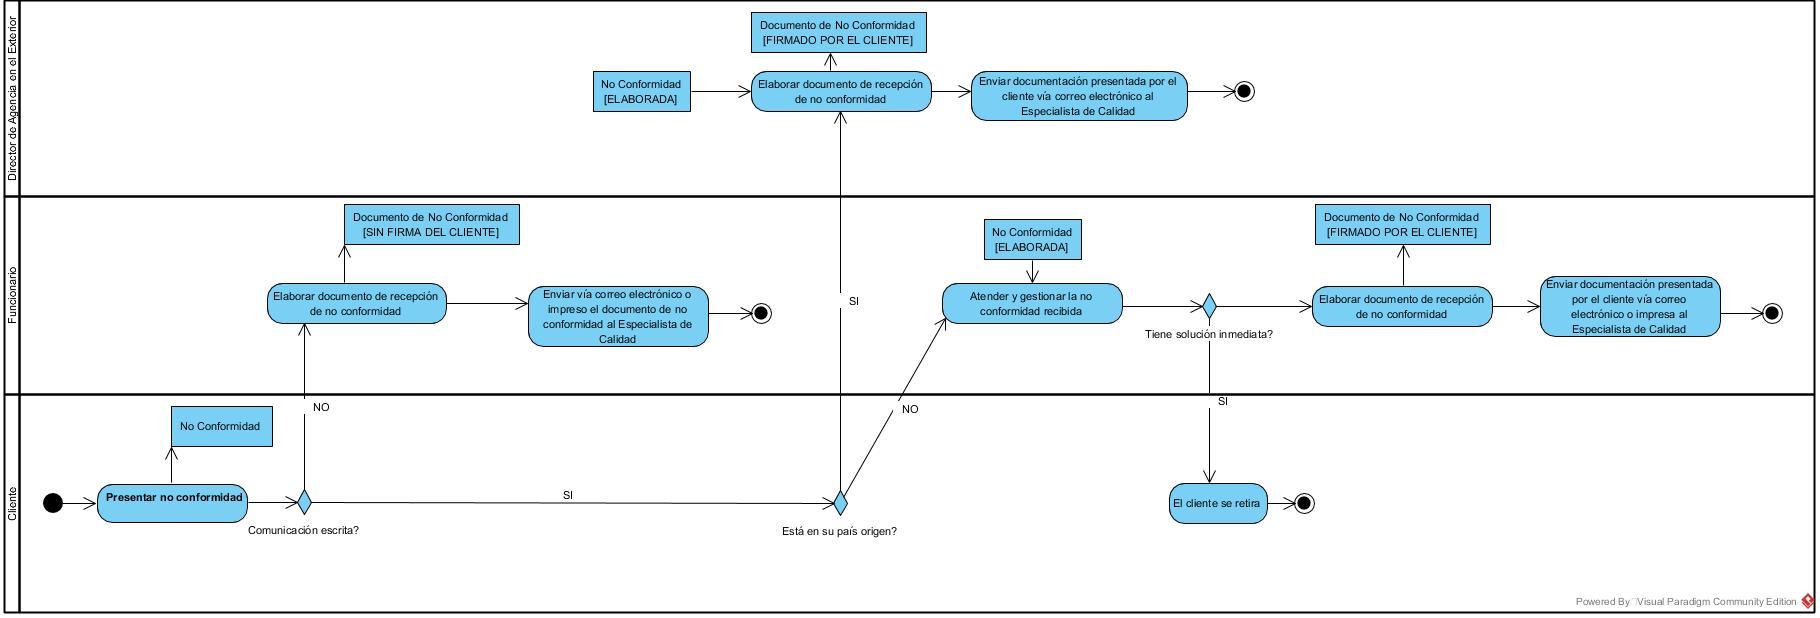 Director de Agencia en el Exterior
Documento de No Conformidad
[FIRMADO POR EL CLIENTE]
No Conformidad
[ELABORADA]
Elaborar documento de recepción
de no conformidad
Enviar documentación presentada por el
cliente vía correo electrónico al
Especialista de Calidad
Funcionario
Documento de No Conformidad
[SIN FIRMA DEL CLIENTE]
Elaborar documento de recepción
de no conformidad
Enviar vía correo electrónico o
impreso el documento de no
conformidad al Especialista de
Calidad
SI
No Conformidad
[ELABORADA]
Atender y gestionar la no
conformidad recibida
Tiene solución inmediata?
Documento de No Conformidad
[FIRMADO POR EL CLIENTE]
Elaborar documento de recepción
de no conformidad
Enviar documentación presentada
por el cliente vía correo
electrónico o impresa al
Especialista de Calidad
Cliente
No Conformidad
Presentar no conformidad
NO
Comunicación escrita?
SI
Está en su país origen?
NO
SI
El cliente se retira
Powered By Visual Paradigm Community Edition